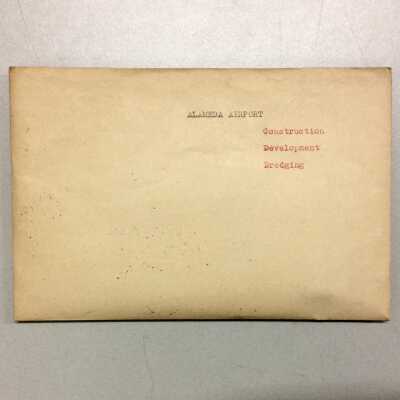 ALAMEDA AIRPORT
Construction
Development
Dredging